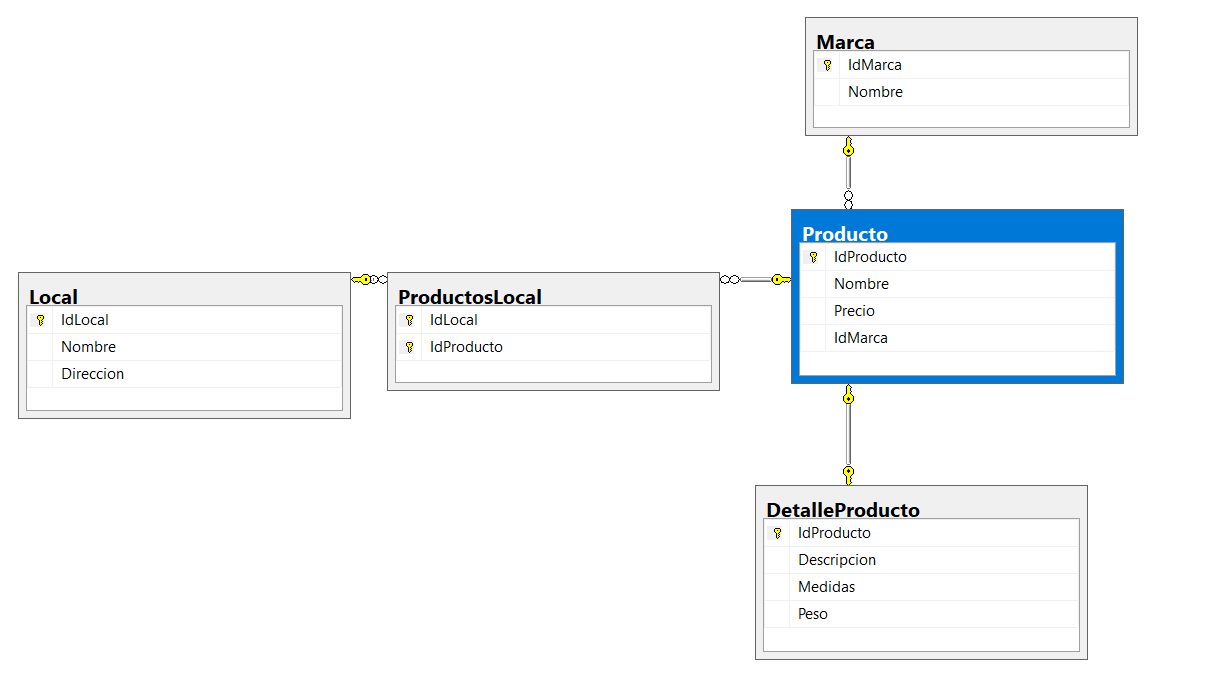 Marca
IdMarca
Nombre
Producto
IdProducto
Nombre
Precio
IdMarca
Local
IdLocal
Nombre
Direccion
ProductosLocal
IdLocal
IdProducto
DetalleProducto
IdProducto
Descripcion
Medidas
Peso